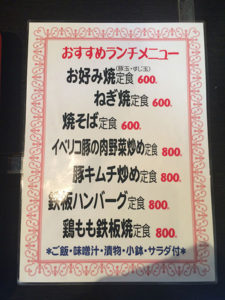 おすすめランチメニュー
(豚玉・すじ玉)
お好み焼定食 600.
ねぎ焼定食 600.
焼そば定食 600.
イベリコ豚の肉野菜炒め定食 800.
豚キムチ炒め定食 800.
鉄板ハンバーグ定食 800.
鶏もも鉄板焼定食 800.
*ご飯・味噌汁・漬物・小鉢・サラダ付*